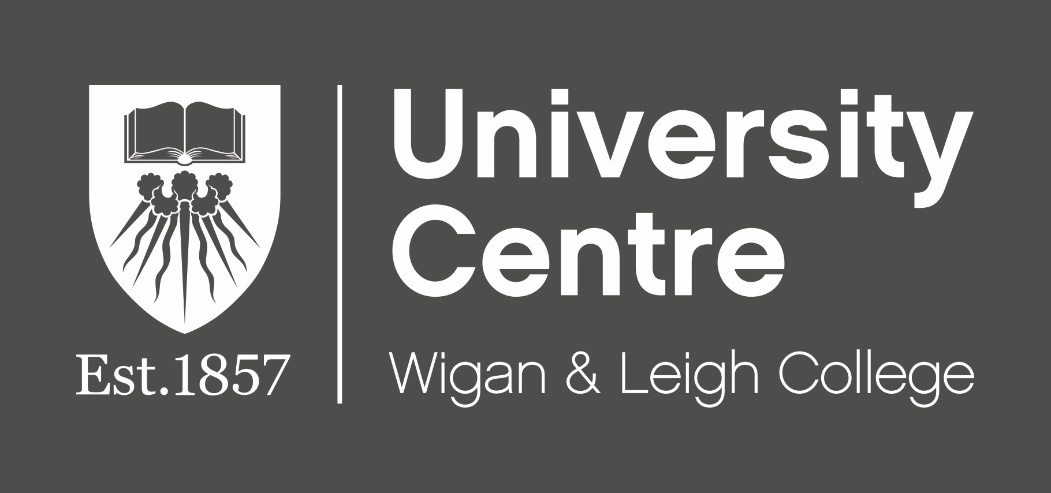 University
Centre
Wigan & Leigh College
Est.1857